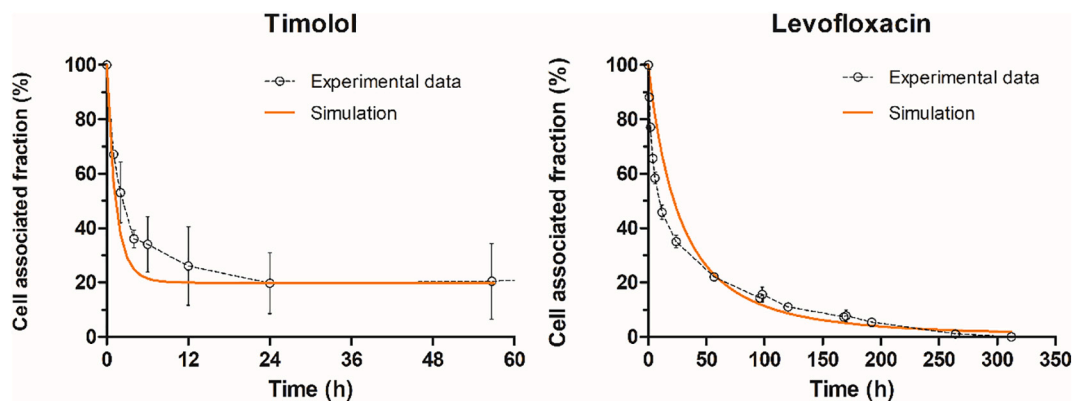 Timolol
Cell associated fraction (%)
100
80
60
40
20
0
Experimental data
Simulation
0 12 24 36 48 60
Time (h)
Levofloxacin
Cell associated fraction (%)
100
80
60
40
20
0
Experimental data
Simulation
0 50 100 150 200 250 300 350
Time (h)